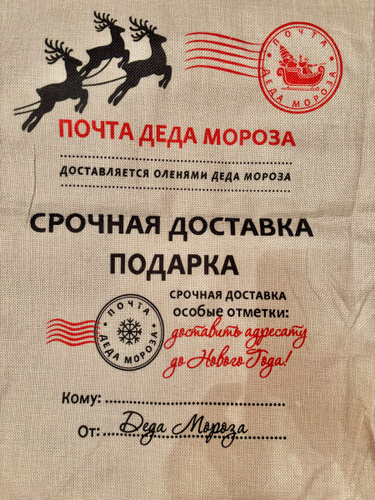 ПОЧТА
ДЕДА МОРОЗА
ПОЧТА ДЕДА МОРОЗА
ДОСТАВЛЯЕТСЯ ОЛЕНЯМИ ДЕДА МОРОЗА
СРОЧНАЯ ДОСТАВКА
ПОДАРКА
СРОЧНАЯ ДОСТАВКА
особые отметки:
доставить адресату
до Нового Года!
ПОЧТА
ДЕДА МОРОЗА
Кому:
От: Деда Мороза